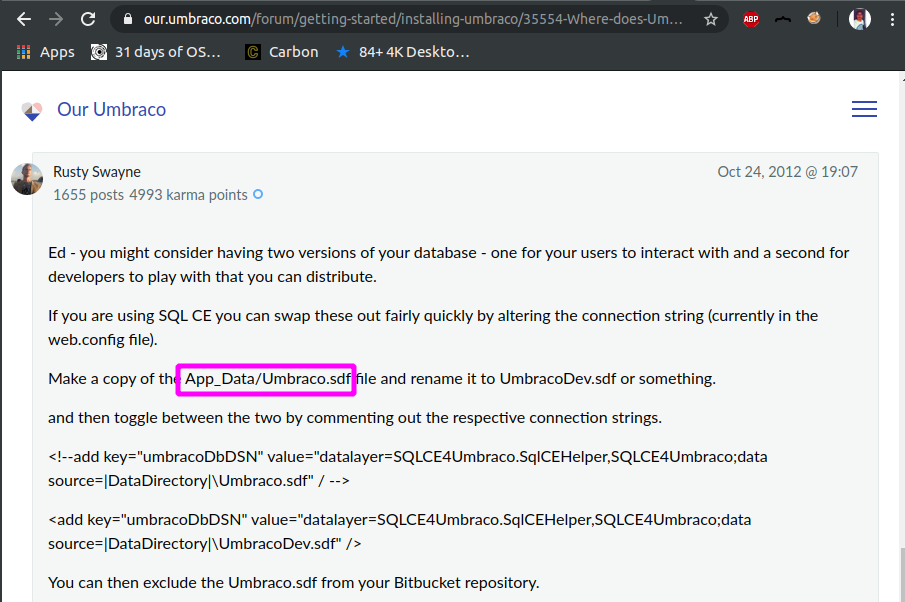 our.umbraco.com/forum/getting-started/installing-umbraco/35554-Where-does-Um...
ABP
Apps
31 days of OS...
C
Carbon
84+ 4K Deskto...
Our Umbraco
Rusty Swayne
Oct 24, 2012 @ 19:07
1655 posts 4993 karma points
Ed - you might consider having two versions of your database - one for your users to interact with and a second for
developers to play with that you can distribute.
If you are using SQL CE you can swap these out fairly quickly by altering the connection string (currently in the
web.config file).
Make a copy of the App_Data/Umbraco.sdf file and rename it to UmbracoDev.sdf or something.
and then toggle between the two by commenting out the respective connection strings.
<!--add key="umbracoDbDSN" value="datalayer=SQLCE4Umbraco.SqlCEHelper,SQLCE4Umbraco;data
source=|DataDirectory|\Umbraco.sdf" / -->
<add key="umbracoDbDSN" value="datalayer=SQLCE4Umbraco.SqlCEHelper,SQLCE4Umbraco;data
source=|DataDirectory|\UmbracoDev.sdf" />
You can then exclude the Umbraco.sdf from your Bitbucket repository.